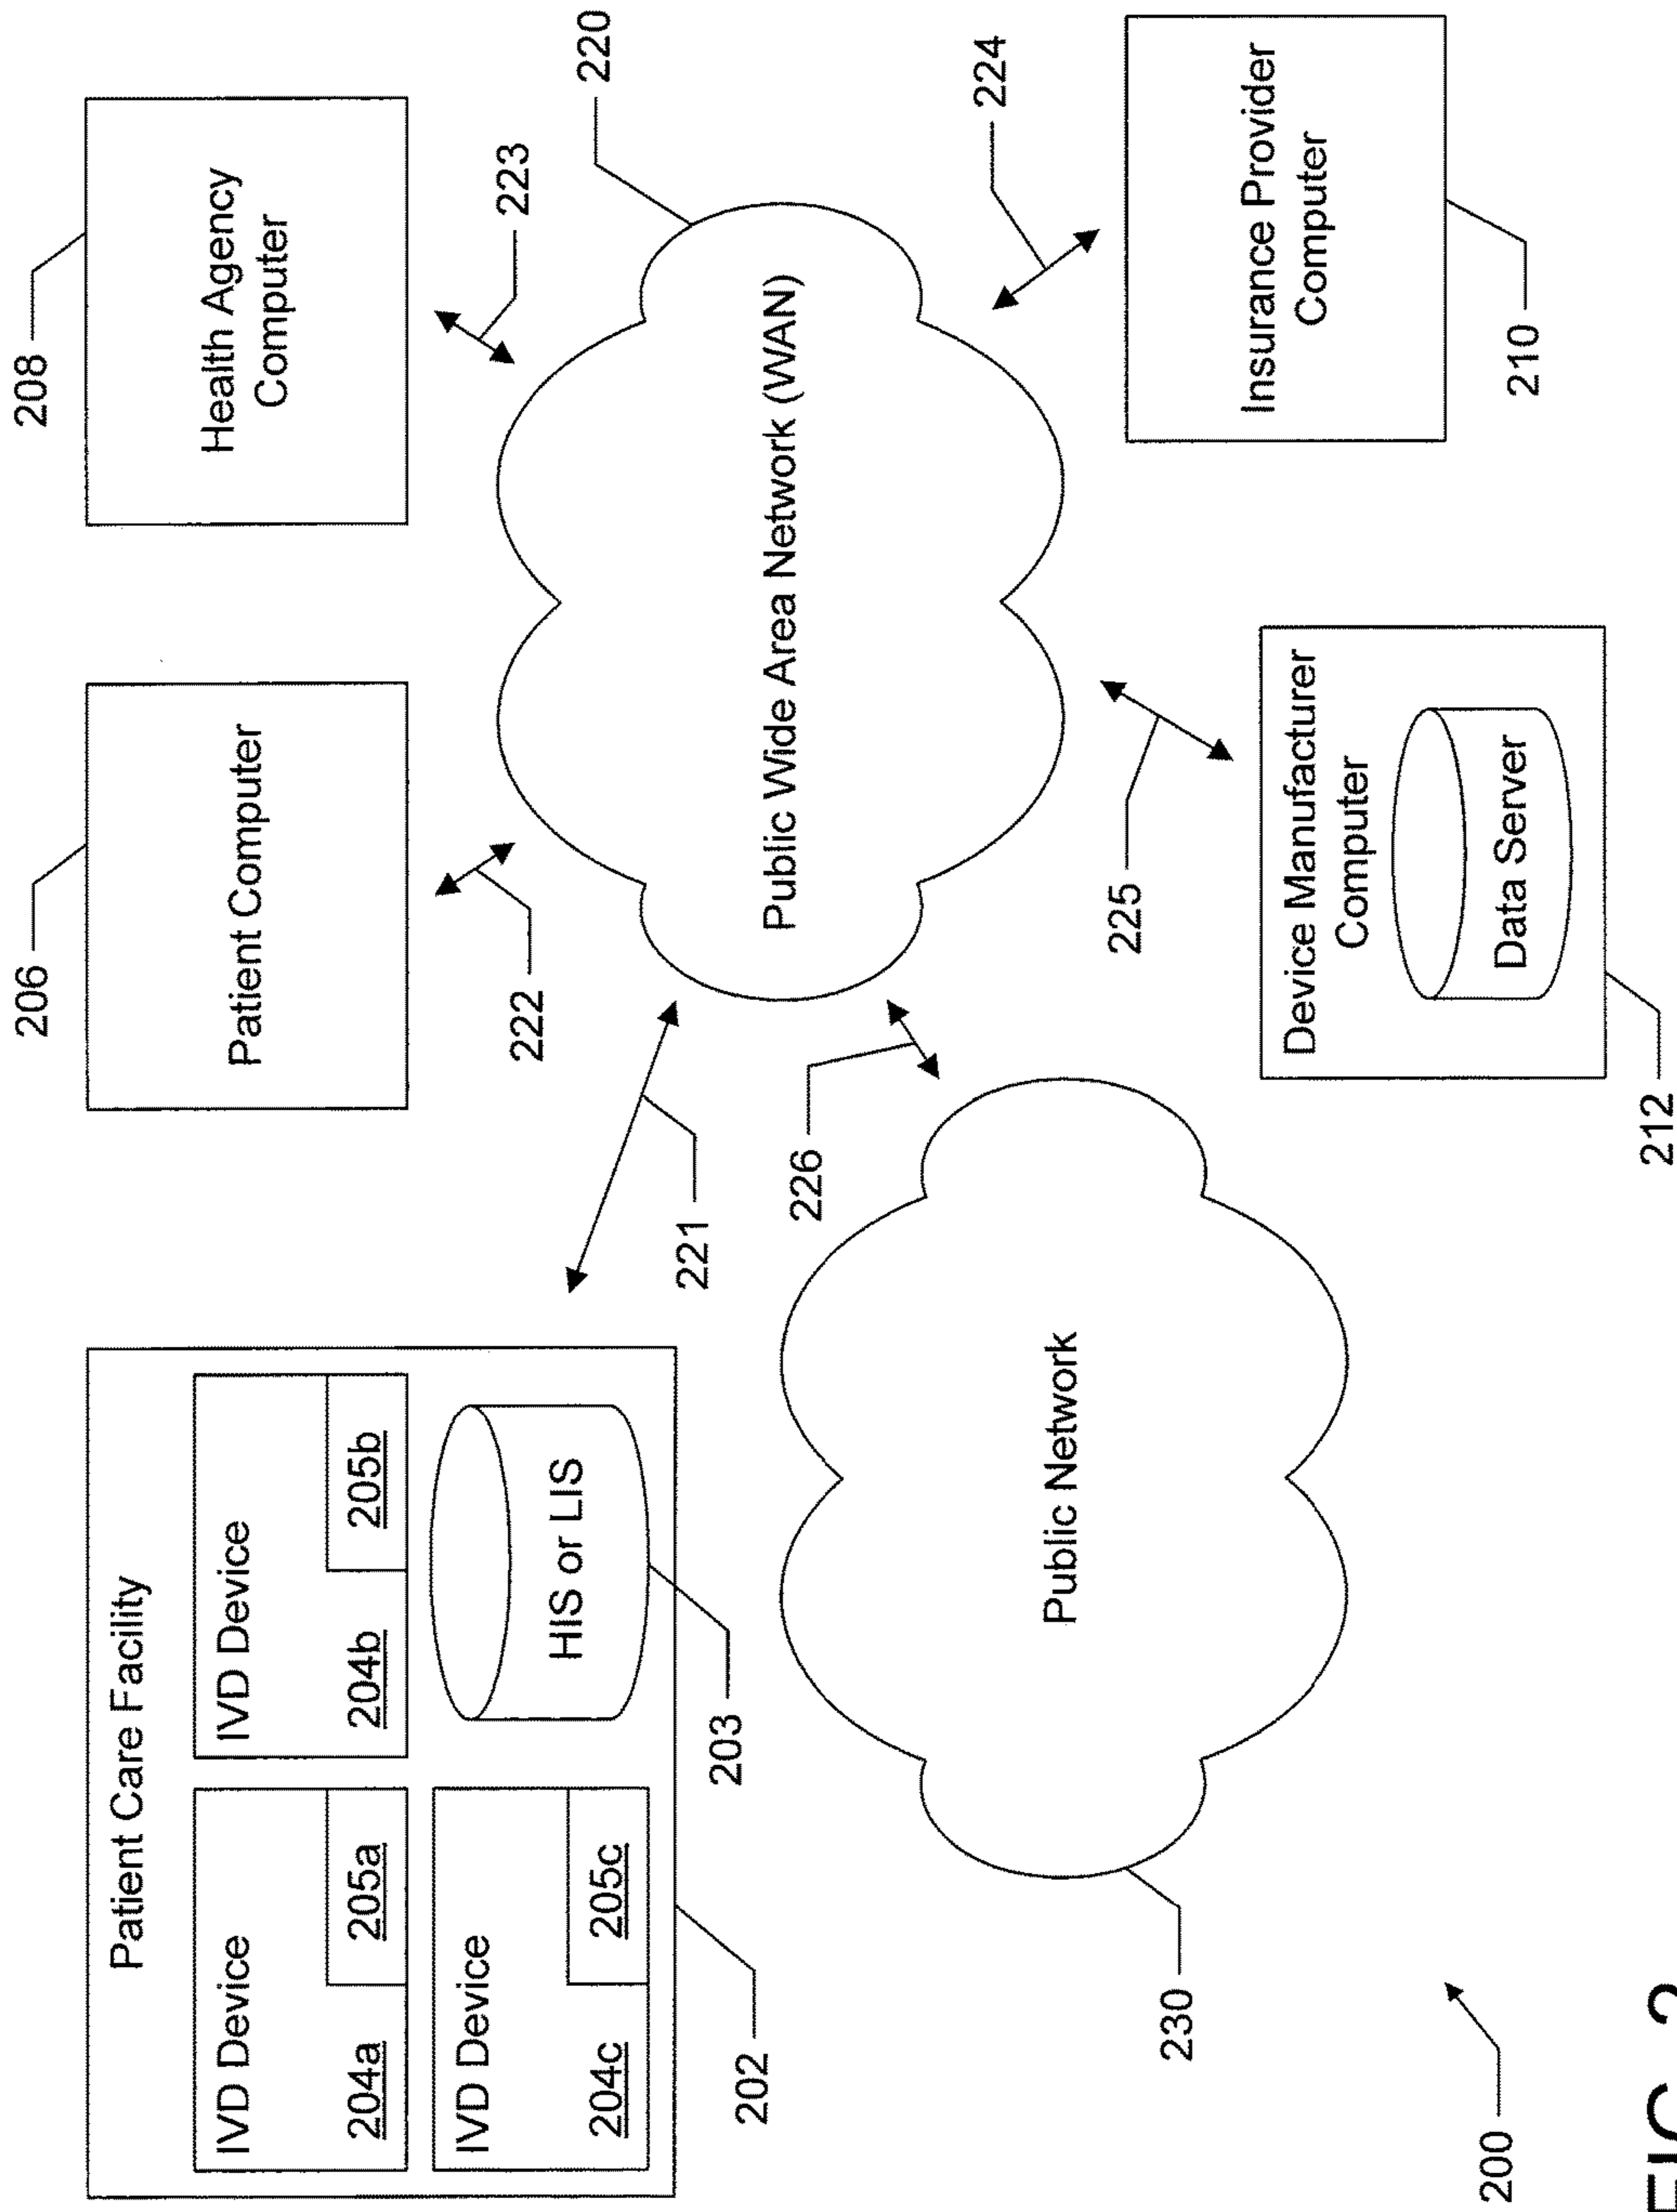 Patient Care Facility
IVD Device
204a
205a
IVD Device
204b
205b
IVD Device
204c
205c
HIS or LIS
203
202
206
Patient Computer
222
208
Health Agency
Computer
223
220
221
Public Wide Area Network (WAN)
226
224
225
Public Network
230
Device Manufacturer
Computer
Data Server
212
Insurance Provider
Computer
210
200